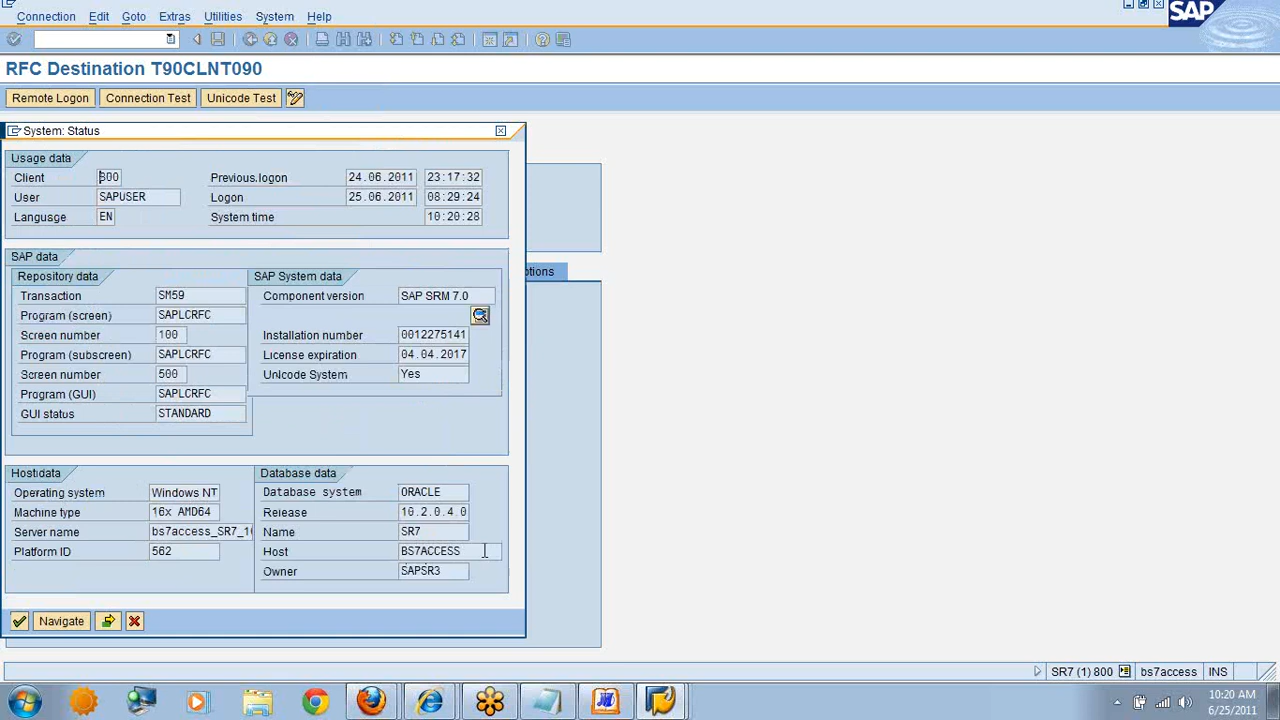 Connection Edit Goto Extras Utilities System Help
SAP
RFC Destination T90CLNT090
Remote Logon Connection Test Unicode Test
System: Status
Usage data
Client 800 Previous logon 24.06.2011 23:17:32
User SAPUSER Logon 25.06.2011 08:29:24
Language EN System time 10:20:28
SAP data
Repository data SAP System data
ptions
Transaction SM59 Component version SAP SRM 7.0
Program (screen) SAPLCRFC
Screen number 100 Installation number 0012275141
Program (subscreen) SAPLCRFC License expiration 04.04.2017
Screen number 500 Unicode System Yes
Program (GUI) SAPLCRFC
GUI status STANDARD
Host data Database data
Operating system Windows NT Database system ORACLE
Machine type 16x AMD64 Release 10.2.0.4.0
Server name bs7access_SR7_10 Name SR7
Platform ID 562 Host BS7ACCESS
Owner SAPSR3
Navigate
SR7 (1) 800 bs7access INS
10:20 AM
6/25/2011